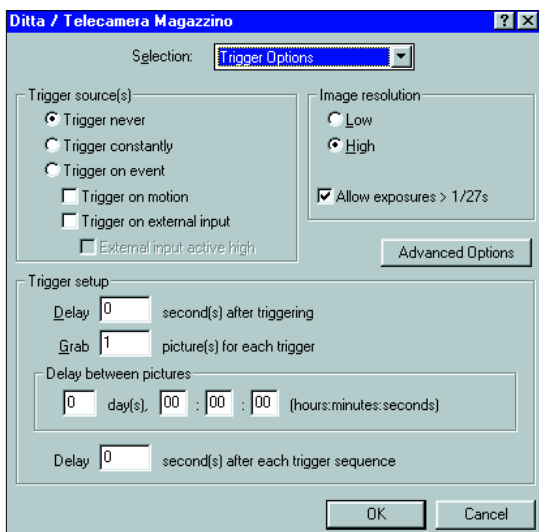 Ditta / Telecamera Magazzino
Selection: Trigger Options
Trigger source(s)
Trigger never
Trigger constantly
Trigger on event
Trigger on motion
Trigger on external input
External input active high
Image resolution
Low
High
Allow exposures > 1/27s
Advanced Options
Trigger setup
Delay 0 second(s) after triggering
Grab 1 picture(s) for each trigger
Delay between pictures
0 day(s), 00 : 00 : 00 (hours:minutes:seconds)
Delay 0 second(s) after each trigger sequence
OK Cancel